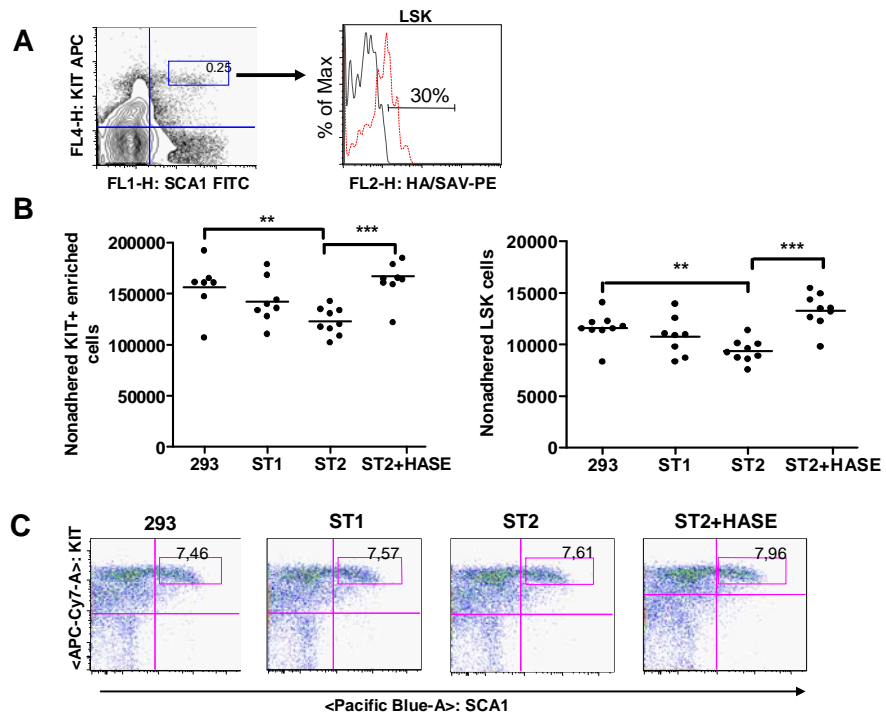 A
FL4-H: KIT APC
0.25
FL1-H: SCA1 FITC
LSK
% of Max
30%
FL2-H: HA/SAV-PE
B
Nonadhered KIT+ enriched
cells
200000
150000
100000
50000
0
**
***
293
ST1
ST2
ST2+HASE
Nonadhered LSK cells
20000
15000
10000
5000
0
**
***
293
ST1
ST2
ST2+HASE
C
<APC-Cy7-A>: KIT
293
7,46
ST1
7,57
ST2
7,61
ST2+HASE
7,96
<Pacific Blue-A>: SCA1